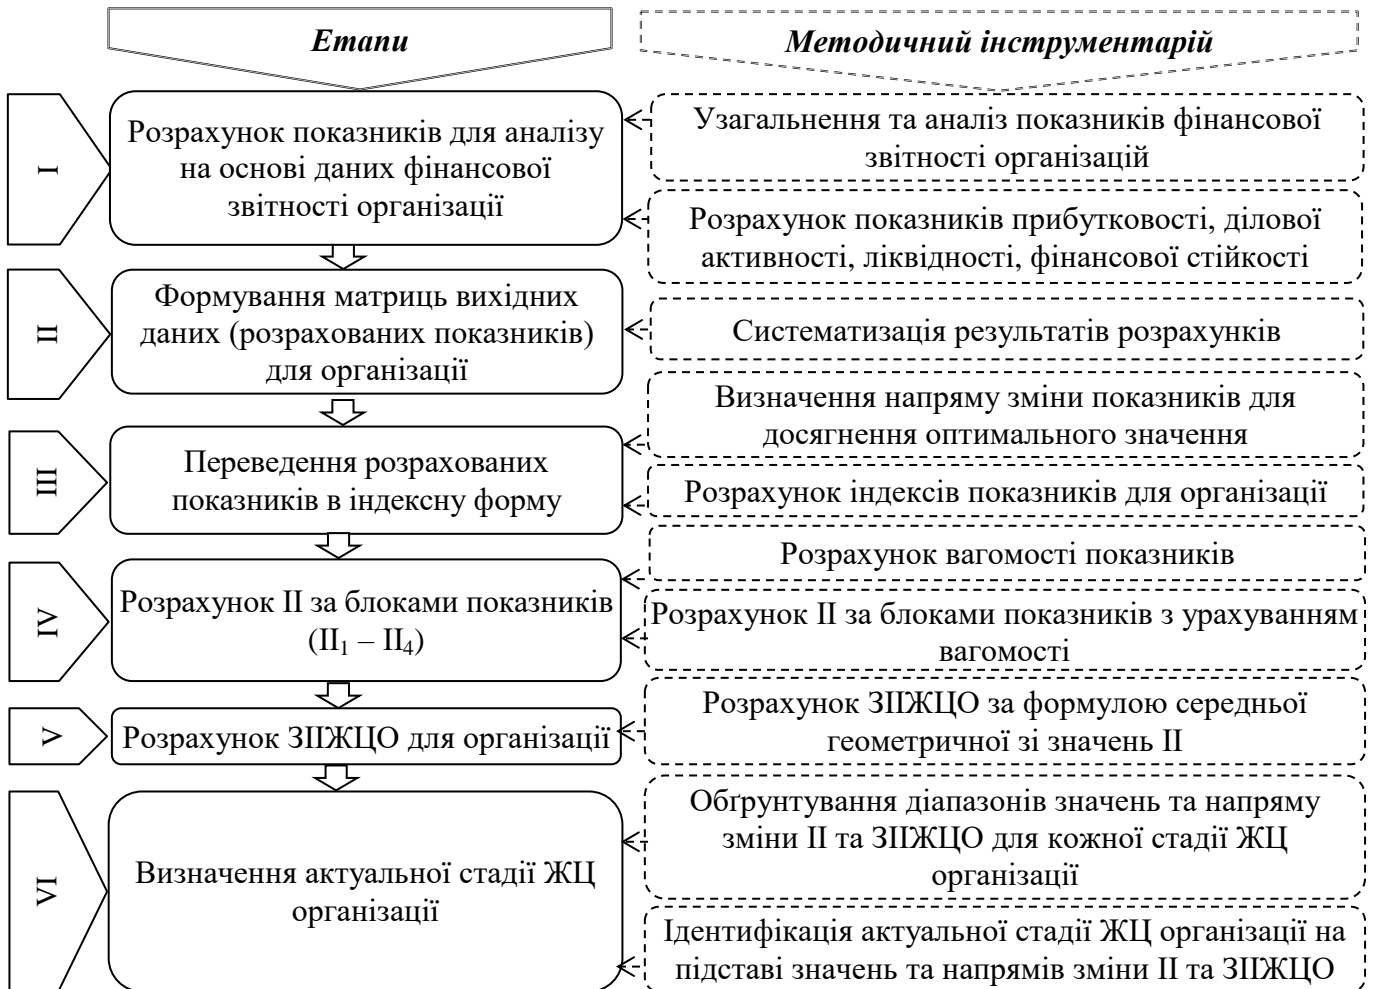 Етапи
Методичний інструментарій
I
Розрахунок показників для аналізу
на основі даних фінансової
звітності організації
Узагальнення та аналіз показників фінансової
звітності організацій
Розрахунок показників прибутковості, ділової
активності, ліквідності, фінансової стійкості
II
Формування матриць вихідних
даних (розрахованих показників)
для організації
Систематизація результатів розрахунків
III
Переведення розрахованих
показників в індексну форму
Визначення напряму зміни показників для
досягнення оптимального значення
Розрахунок індексів показників для організації
IV
Розрахунок ІІ за блоками показників
(ІІ₁ – ІІ₄)
Розрахунок вагомості показників
Розрахунок ІІ за блоками показників з урахуванням
вагомості
V
Розрахунок ЗІІЖЦО для організації
Розрахунок ЗІІЖЦО за формулою середньої
геометричної зі значень ІІ
VI
Визначення актуальної стадії ЖЦ
організації
Обґрунтування діапазонів значень та напряму
зміни ІІ та ЗІІЖЦО для кожної стадії ЖЦ
організації
Ідентифікація актуальної стадії ЖЦ організації на
підставі значень та напрямів зміни ІІ та ЗІІЖЦО